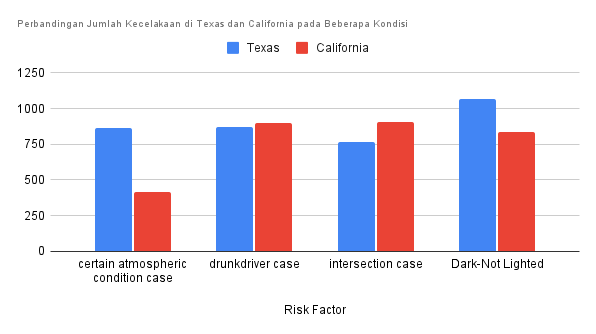 Perbandingan Jumlah Kecelakaan di Texas dan California pada Beberapa Kondisi
Texas
California
1250
1000
750
500
250
0
certain atmospheric
condition case
drunkdriver case
intersection case
Dark-Not Lighted
Risk Factor